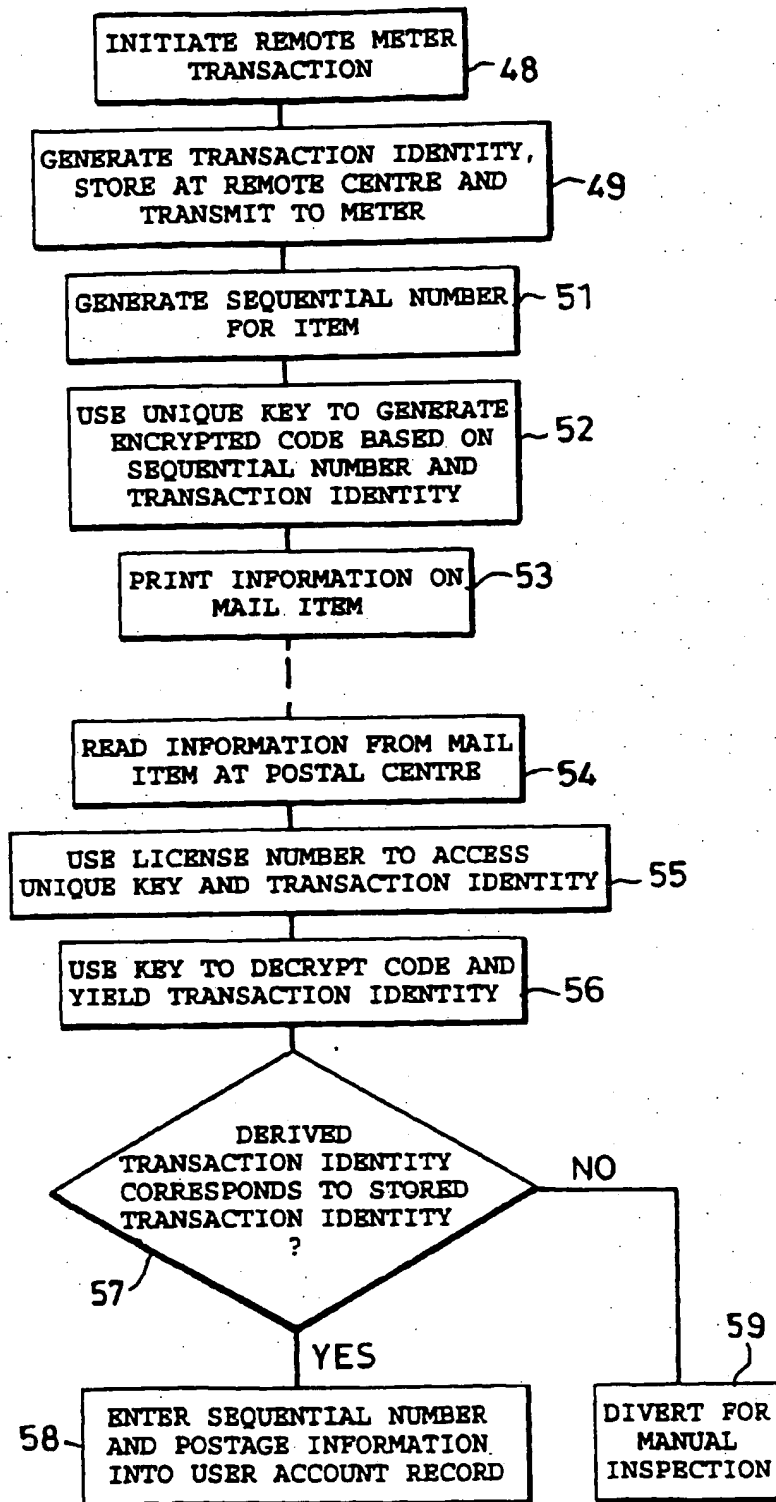 INITIATE REMOTE METER
TRANSACTION
48
GENERATE TRANSACTION IDENTITY,
STORE AT REMOTE CENTRE AND
TRANSMIT TO METER
49
GENERATE SEQUENTIAL NUMBER
FOR ITEM
51
USE UNIQUE KEY TO GENERATE
ENCRYPTED CODE BASED ON
SEQUENTIAL NUMBER AND
TRANSACTION IDENTITY
52
PRINT INFORMATION ON
MAIL ITEM
53
READ INFORMATION FROM MAIL
ITEM AT POSTAL CENTRE
54
USE LICENSE NUMBER TO ACCESS
UNIQUE KEY AND TRANSACTION IDENTITY
55
USE KEY TO DECRYPT CODE AND
YIELD TRANSACTION IDENTITY
56
DERIVED
TRANSACTION IDENTITY
CORRESPONDS TO STORED
TRANSACTION IDENTITY
?
57
NO
YES
58
ENTER SEQUENTIAL NUMBER
AND POSTAGE INFORMATION
INTO USER ACCOUNT RECORD
59
DIVERT FOR
MANUAL
INSPECTION